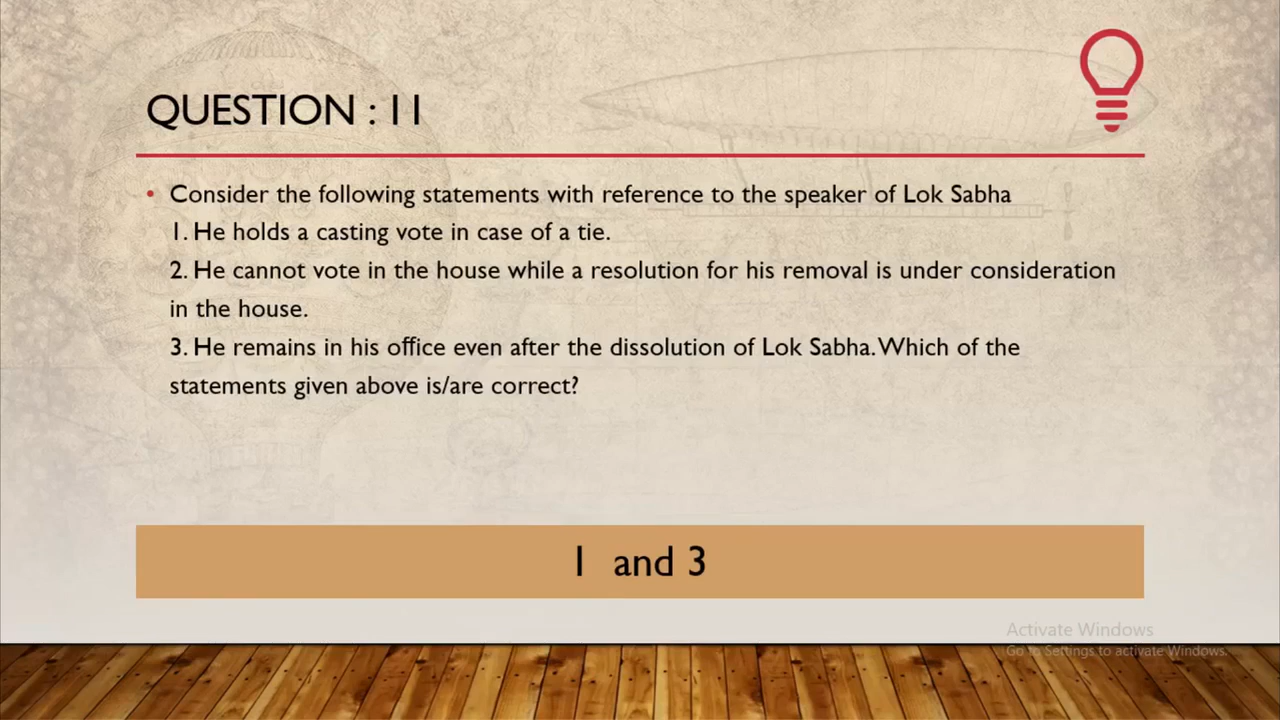 QUESTION : 11
• Consider the following statements with reference to the speaker of Lok Sabha
1. He holds a casting vote in case of a tie.
2. He cannot vote in the house while a resolution for his removal is under consideration
in the house.
3. He remains in his office even after the dissolution of Lok Sabha. Which of the
statements given above is/are correct?
1 and 3
Activate Windows
Go to Settings to activate Windows.